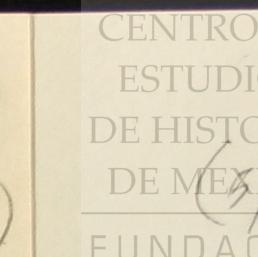 CENTRO
ESTUDI
DE HISTO
DE MEX
FUNDAC